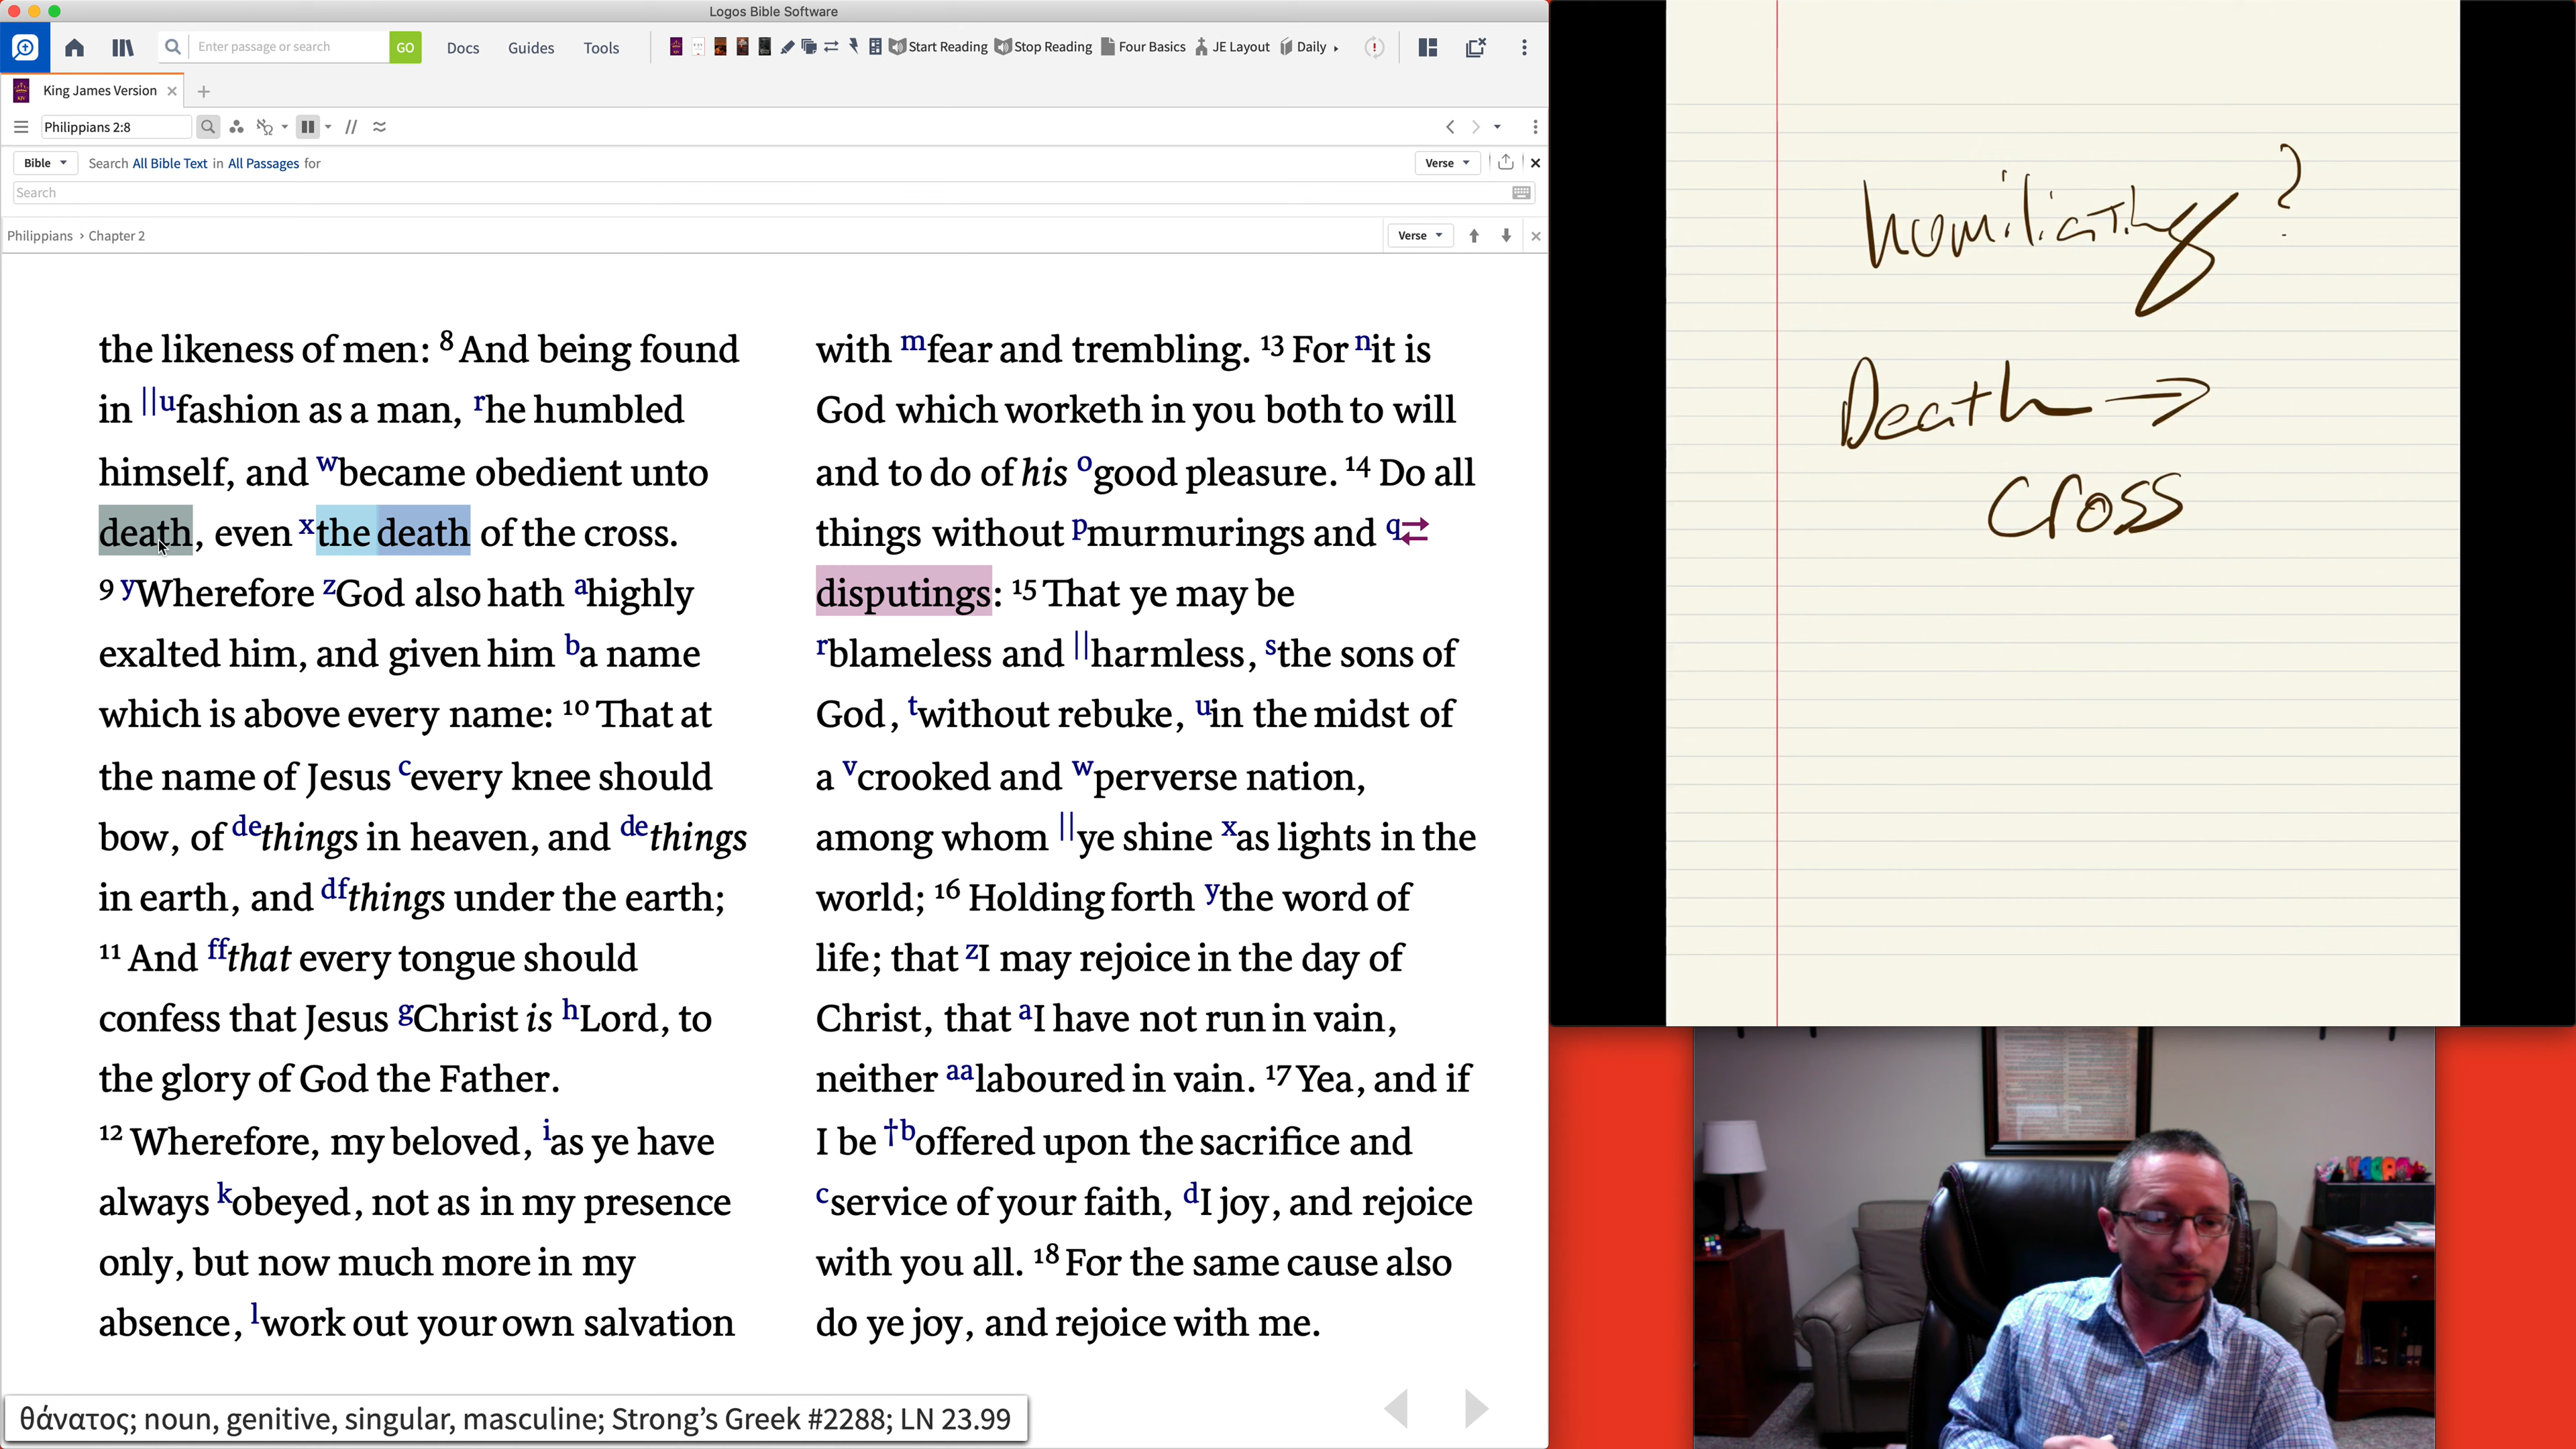 Logos Bible Software
Enter passage or search
GO
Docs
Guides
Tools
Start Reading
Stop Reading
Four Basics
JE Layout
Daily
King James Version
Philippians 2:8
Bible
Search All Bible Text in All Passages for
Verse
Search
Philippians › Chapter 2
Verse
the likeness of men: 8 And being found
in ||ufashion as a man, rhe humbled
himself, and wbecame obedient unto
death, even xthe death of the cross.
9 yWherefore zGod also hath ahighly
exalted him, and given him ba name
which is above every name: 10 That at
the name of Jesus cevery knee should
bow, of dethings in heaven, and dethings
in earth, and dfthings under the earth;
11 And ffthat every tongue should
confess that Jesus gChrist is hLord, to
the glory of God the Father.
12 Wherefore, my beloved, ias ye have
always kobeyed, not as in my presence
only, but now much more in my
absence, lwork out your own salvation
with mfear and trembling. 13 For nit is
God which worketh in you both to will
and to do of his ogood pleasure. 14 Do all
things without pmurmurings and q
disputings: 15 That ye may be
rblameless and ||harmless, sthe sons of
God, twithout rebuke, uin the midst of
a vcrooked and wperverse nation,
among whom ||ye shine xas lights in the
world; 16 Holding forth ythe word of
life; that zI may rejoice in the day of
Christ, that aI have not run in vain,
neither aalaboured in vain. 17 Yea, and if
I be †boffered upon the sacrifice and
cservice of your faith, dI joy, and rejoice
with you all. 18 For the same cause also
do ye joy, and rejoice with me.
θάνατος; noun, genitive, singular, masculine; Strong's Greek #2288; LN 23.99
humiliating?
Death →
Cross